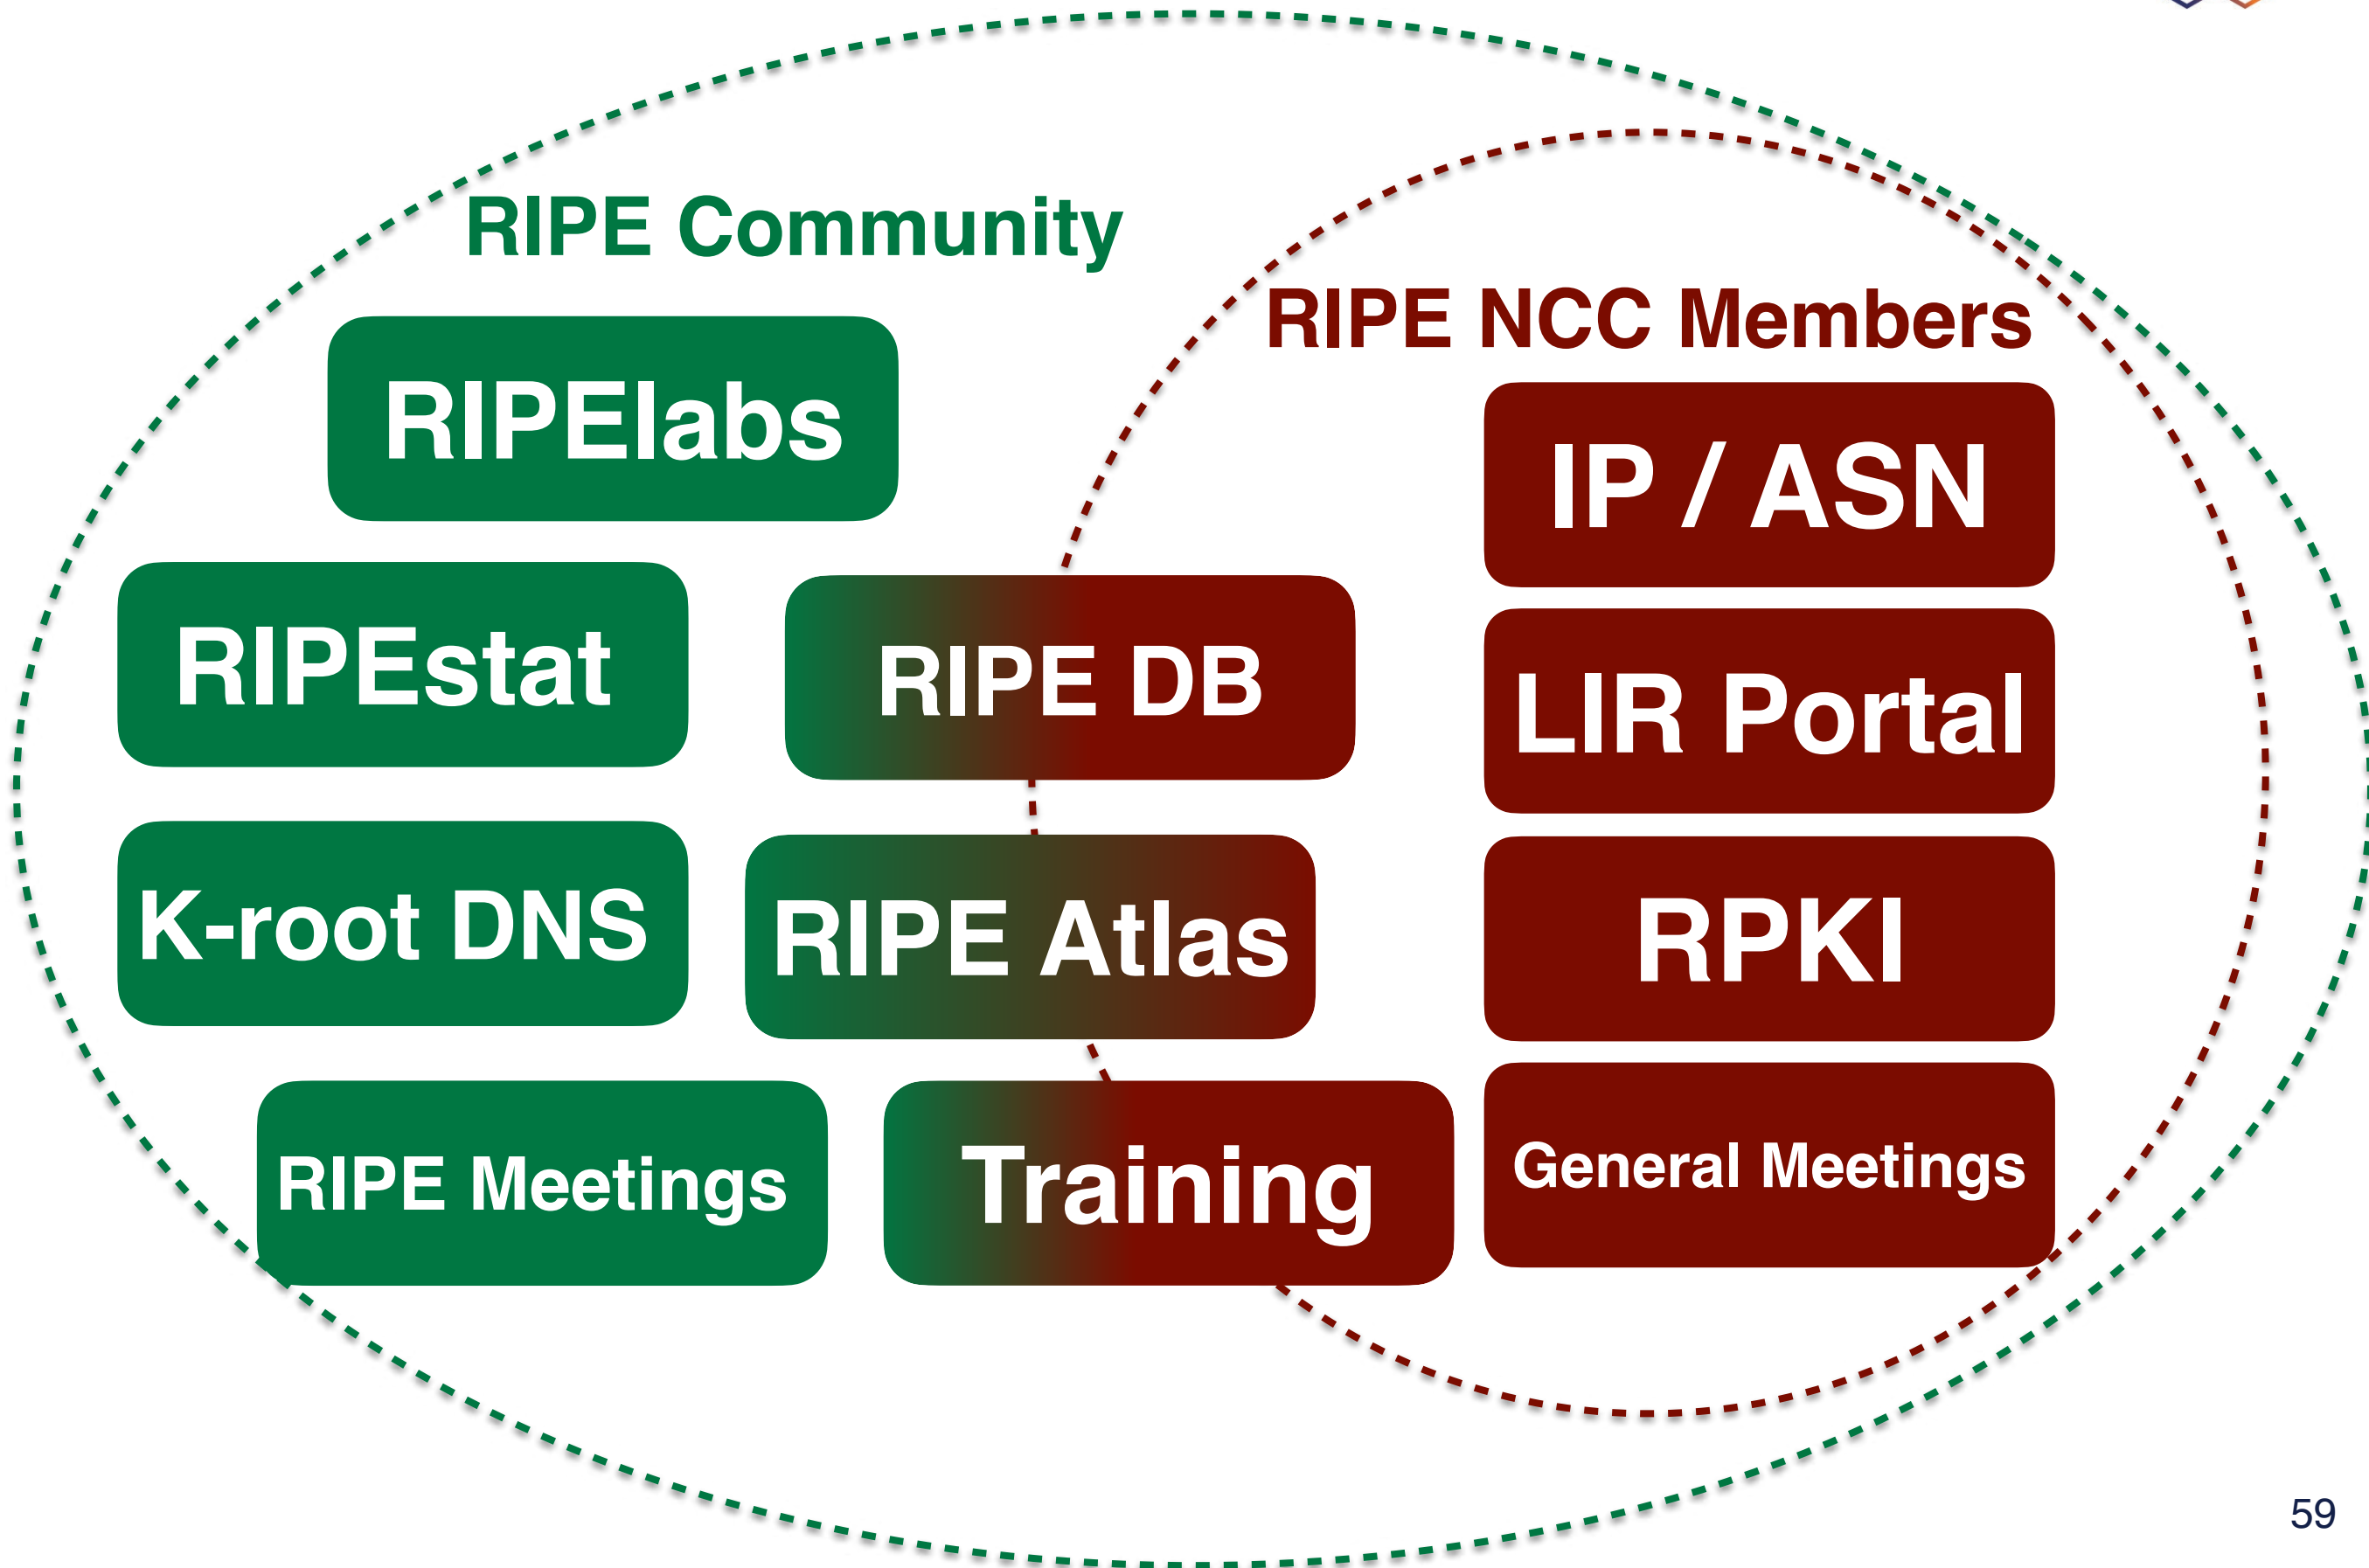 RIPE Community
RIPE NCC Members
RIPElabs
IP / ASN
RIPEstat
RIPE DB
LIR Portal
K-root DNS
RIPE Atlas
RPKI
RIPE Meetings
Training
General Meetings
59